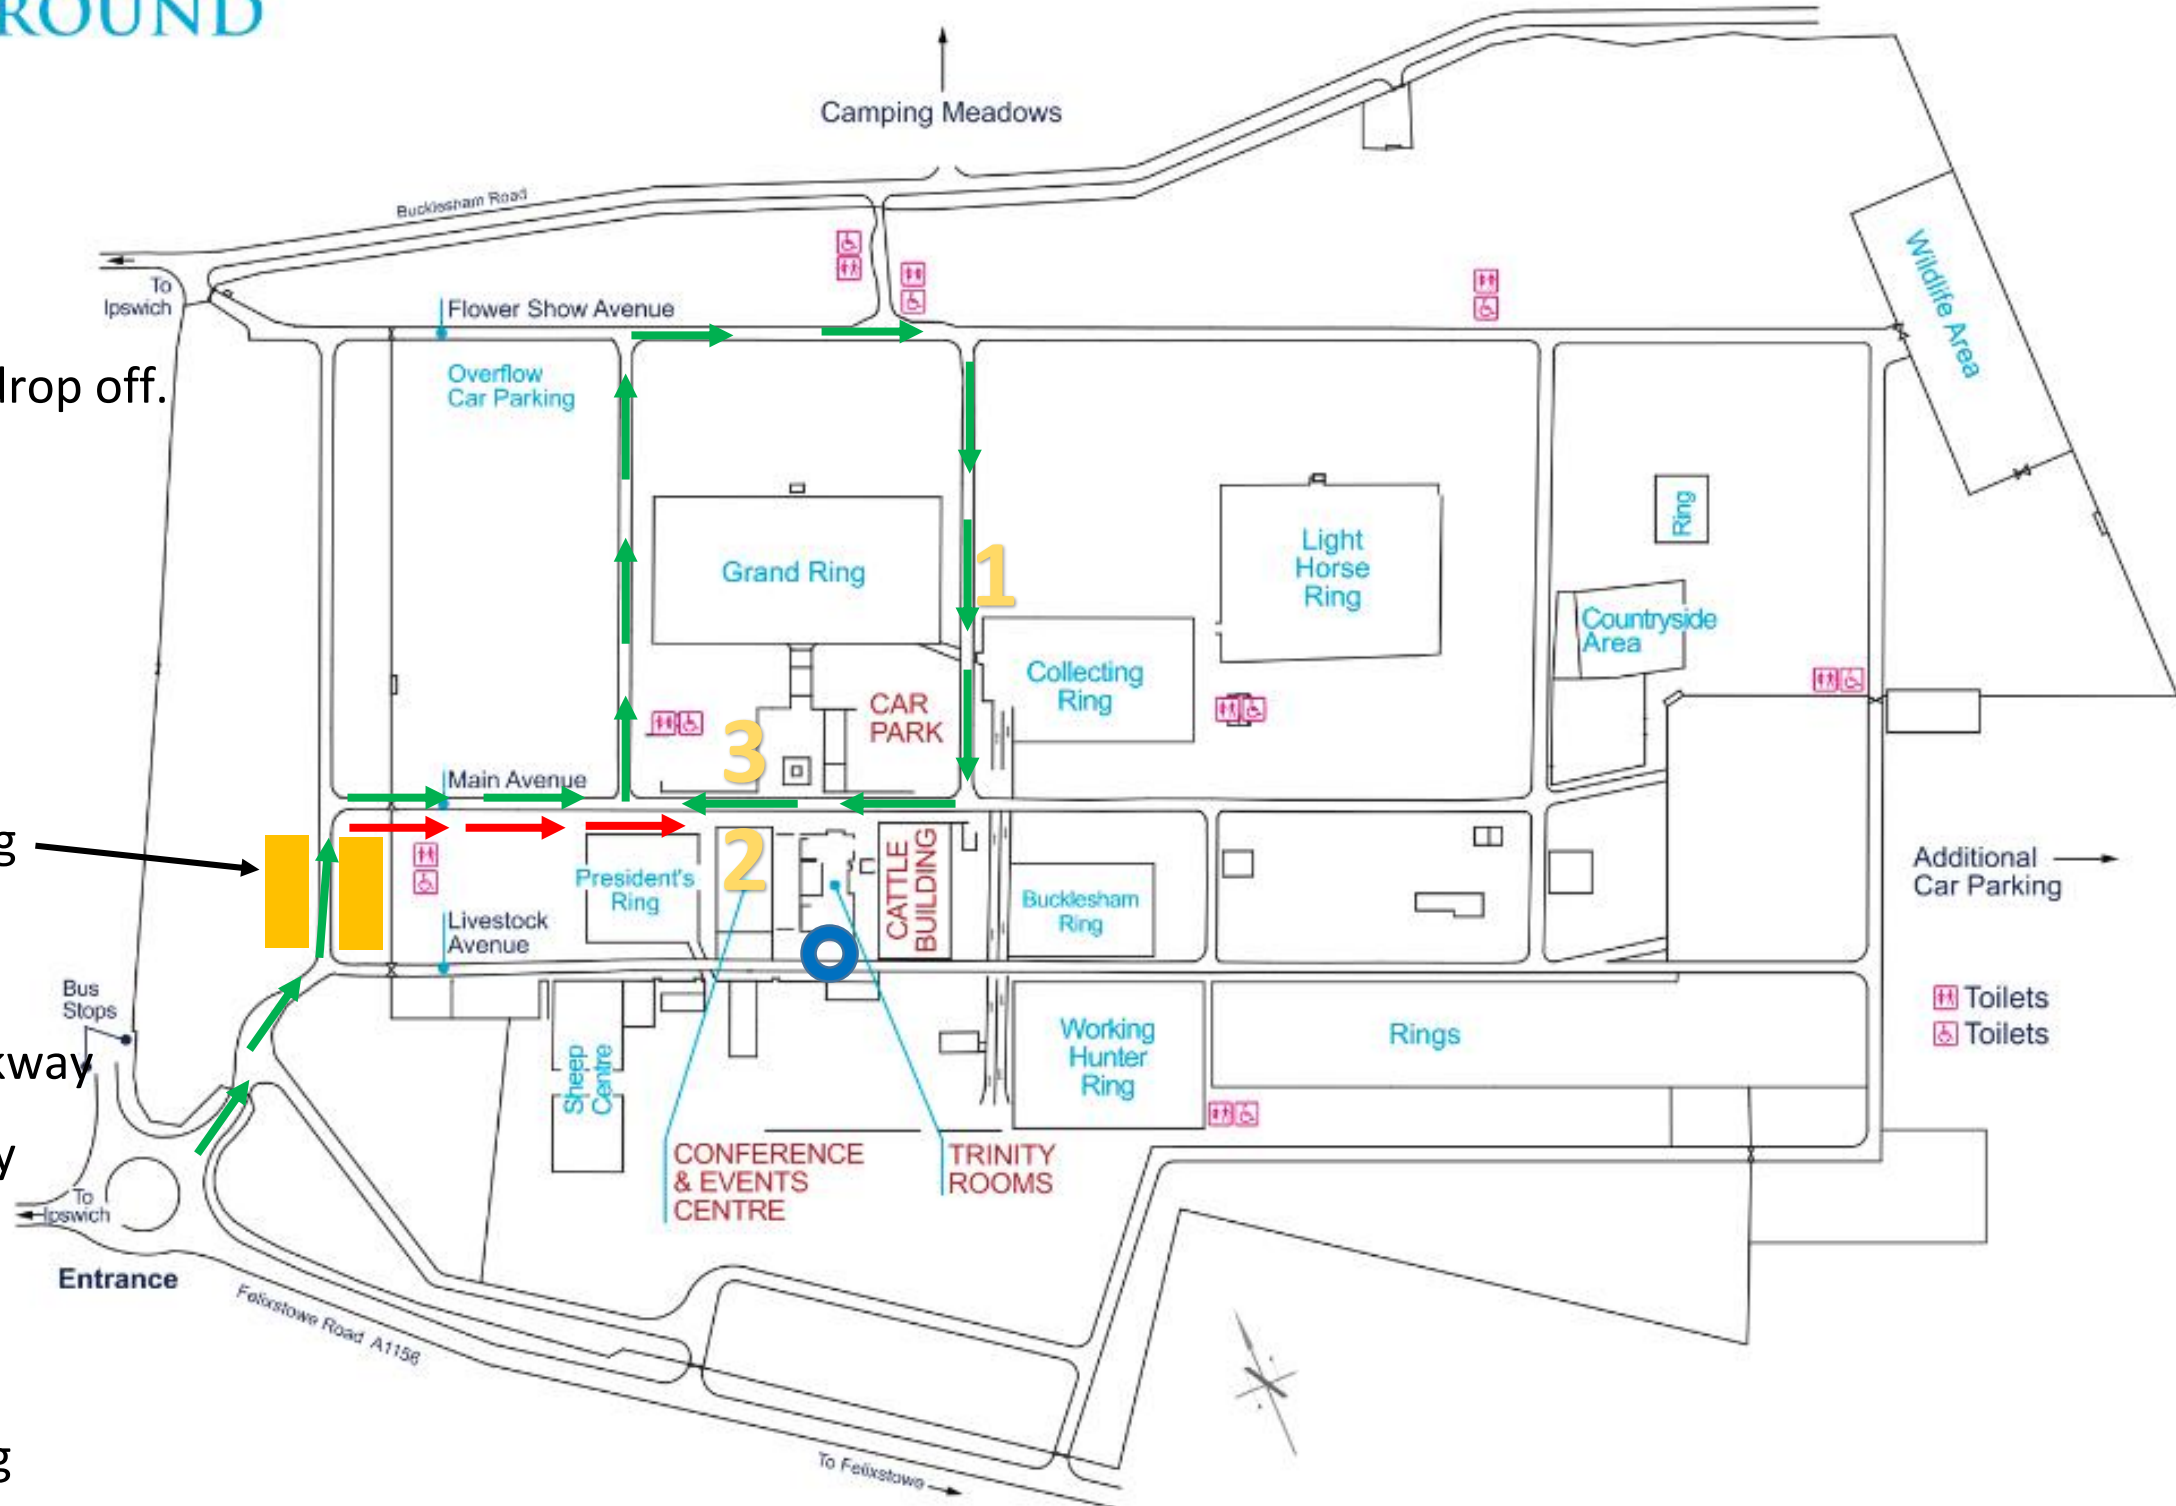 ROUND
Camping Meadows
Bucklesham Road
To
Ipswich
Flower Show Avenue
Overflow
Car Parking
drop off.
Wildlife Area
Grand Ring
1
Light
Horse
Ring
Ring
Countryside
Area
Collecting
Ring
CAR
PARK
3
Main Avenue
g
President's
Ring
2
CATTLE
BUILDING
Bucklesham
Ring
Additional
Car Parking
Livestock
Avenue
Bus
Stops
kway
y
Sheep
Centre
Working
Hunter
Ring
Rings
Toilets
Toilets
CONFERENCE
& EVENTS
CENTRE
TRINITY
ROOMS
To
Ipswich
Entrance
Felixstowe Road A1156
To Felixstowe
g